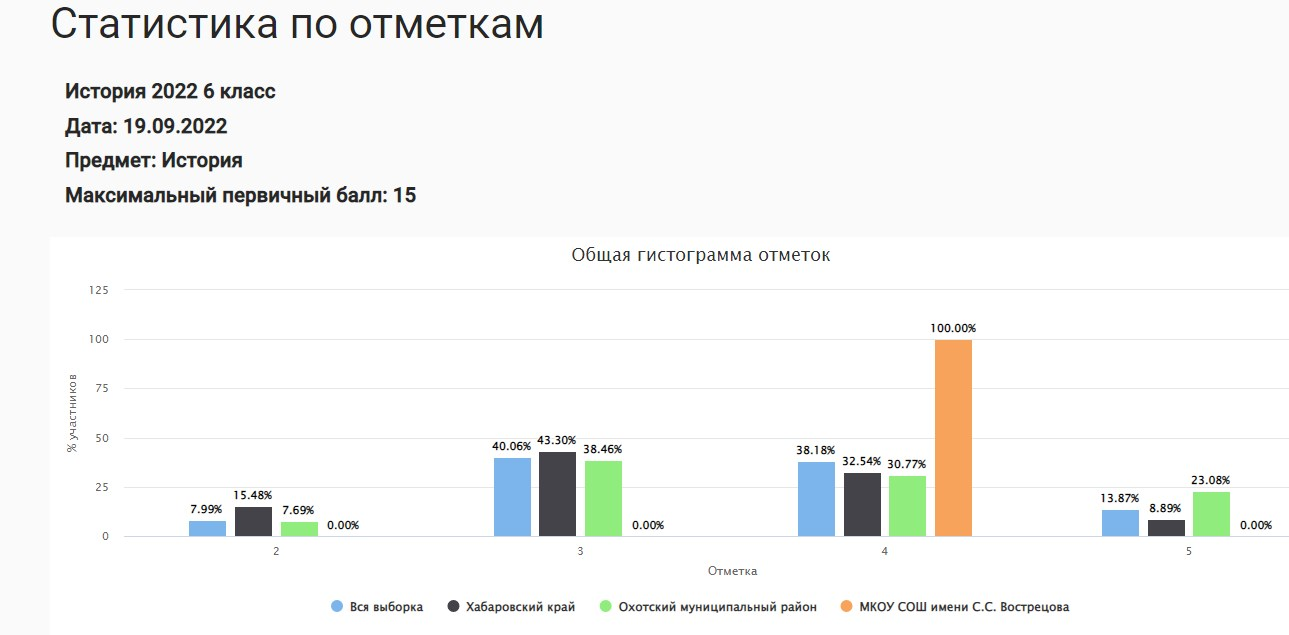 Статистика по отметкам
История 2022 6 класс
Дата: 19.09.2022
Предмет: История
Максимальный первичный балл: 15
Общая гистограмма отметок
125
100
75
50
25
0
% участников
7.99% 15.48% 7.69% 0.00%
40.06% 43.30% 38.46% 0.00%
38.18% 32.54% 30.77% 100.00%
13.87% 8.89% 23.08% 0.00%
2 3 4 5
Отметка
Вся выборка Хабаровский край Охотский муниципальный район МКОУ СОШ имени С.С. Вострецова